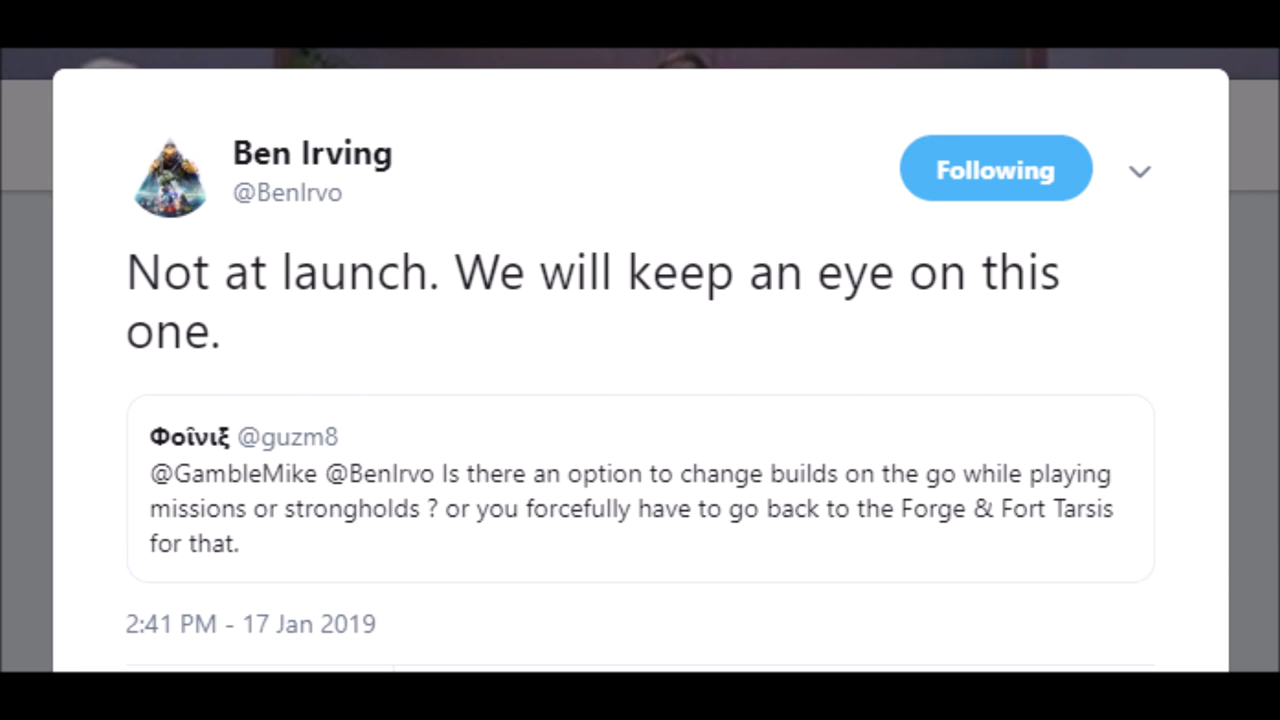 Ben Irving
@BenIrvo
Following
Not at launch. We will keep an eye on this
one.
Φοῖνιξ @guzm8
@GambleMike @BenIrvo Is there an option to change builds on the go while playing
missions or strongholds ? or you forcefully have to go back to the Forge & Fort Tarsis
for that.
2:41 PM - 17 Jan 2019